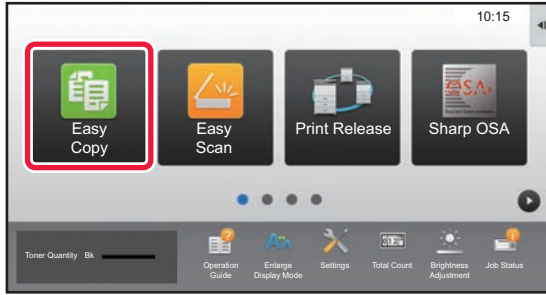 10:15
Easy
Copy
Easy
Scan
Print Release
OSA
Sharp OSA
Toner Quantity Bk
Operation
Guide
Enlarge
Display Mode
Settings
Total Count
Brightness
Adjustment
Job Status